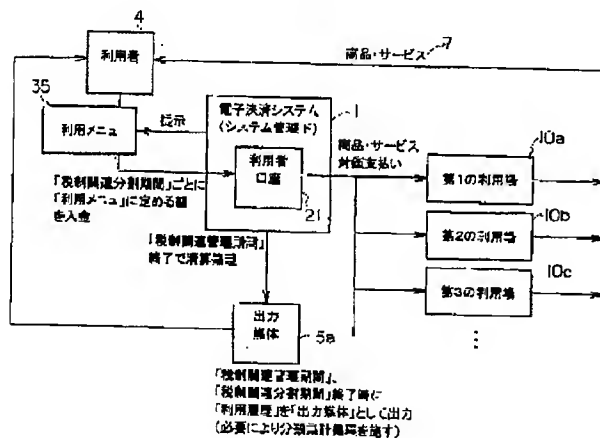 4
利用者
商品・サービス 7
35
利用メニュー
提示
電子決済システム
(システム管理下)
1
利用者
口座
21
商品・サービス
対価支払い
10a
第1の利用場
10b
第2の利用場
10c
第3の利用場
「税制関連分割期間」ごとに
「利用メニュー」に定める額
を入金
「税制関連管理期間」
終了で清算処理
出力
媒体
5a
「税制関連管理期間」、
「税制関連分割期間」終了時に
「利用履歴」を「出力媒体」として出力
(必要により分類集計処理を施す)